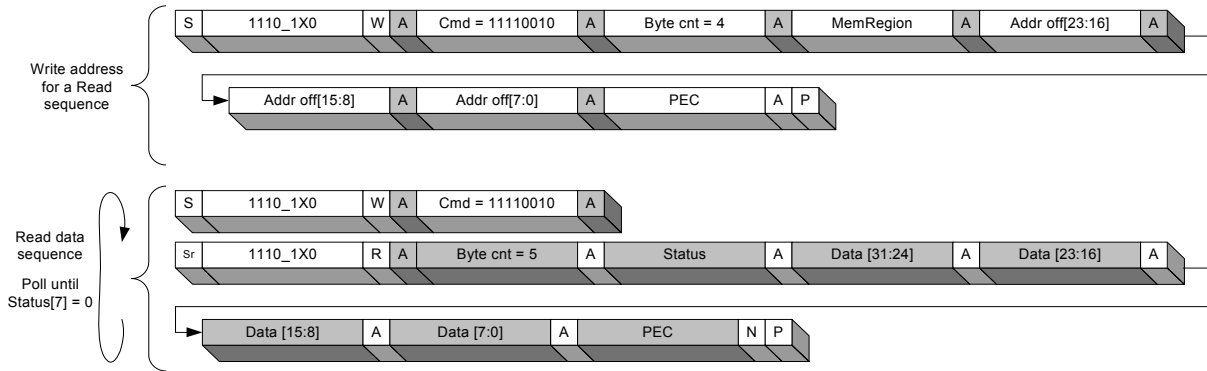 S 1110_1X0 W A Cmd = 11110010 A Byte cnt = 4 A MemRegion A Addr off[23:16] A
Write address
for a Read
sequence
Addr off[15:8] A Addr off[7:0] A PEC A P
S 1110_1X0 W A Cmd = 11110010 A
Read data
sequence
Poll until
Status[7] = 0
Sr 1110_1X0 R A Byte cnt = 5 A Status A Data [31:24] A Data [23:16] A
Data [15:8] A Data [7:0] A PEC N P